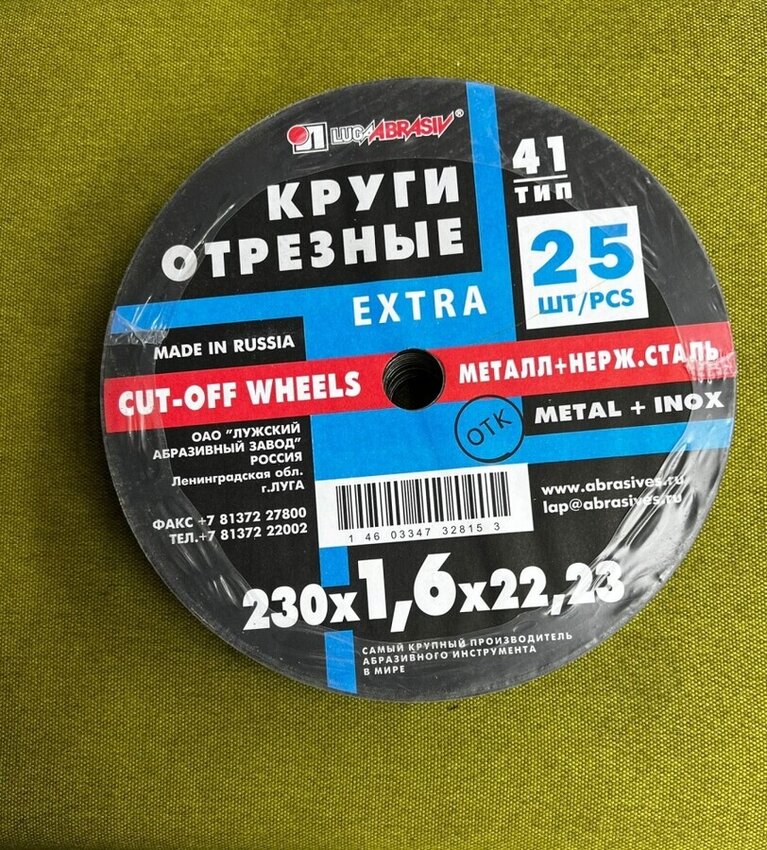 LUGAABRASIV®
41
ТИП
КРУГИ
ОТРЕЗНЫЕ
25
ШТ/PCS
EXTRA
MADE IN RUSSIA
CUT-OFF WHEELS
МЕТАЛЛ+НЕРЖ.СТАЛЬ
METAL + INOX
ОТК
ОАО "ЛУЖСКИЙ
АБРАЗИВНЫЙ ЗАВОД"
РОССИЯ
Ленинградская обл.
г.ЛУГА
ФАКС +7 81372 27800
ТЕЛ.+7 81372 22002
www.abrasives.ru
lap@abrasives.ru
1 46 03347 32815 3
230x1,6x22,23
САМЫЙ КРУПНЫЙ ПРОИЗВОДИТЕЛЬ
АБРАЗИВНОГО ИНСТРУМЕНТА
В МИРЕ